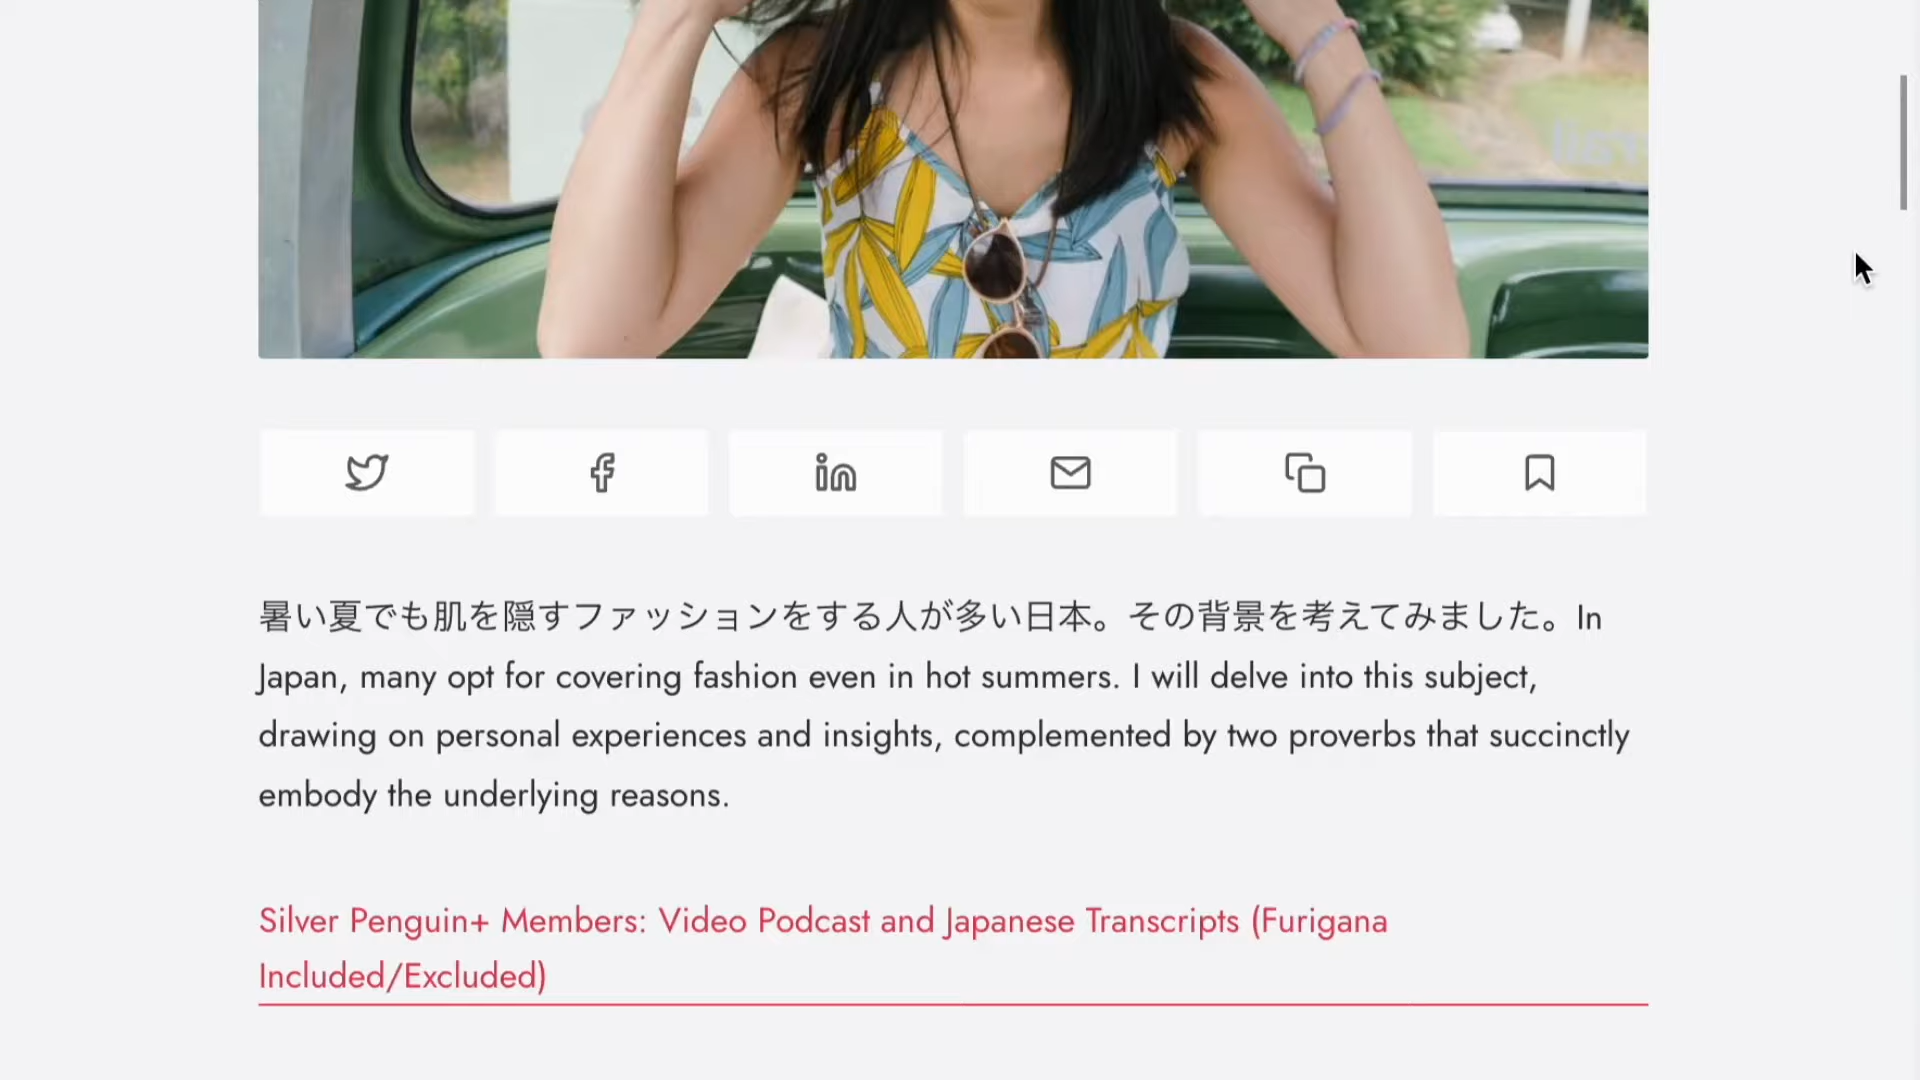 暑い夏でも肌を隠すファッションをする人が多い日本。その背景を考えてみました。In
Japan, many opt for covering fashion even in hot summers. I will delve into this subject,
drawing on personal experiences and insights, complemented by two proverbs that succinctly
embody the underlying reasons.
Silver Penguin+ Members: Video Podcast and Japanese Transcripts (Furigana
Included/Excluded)